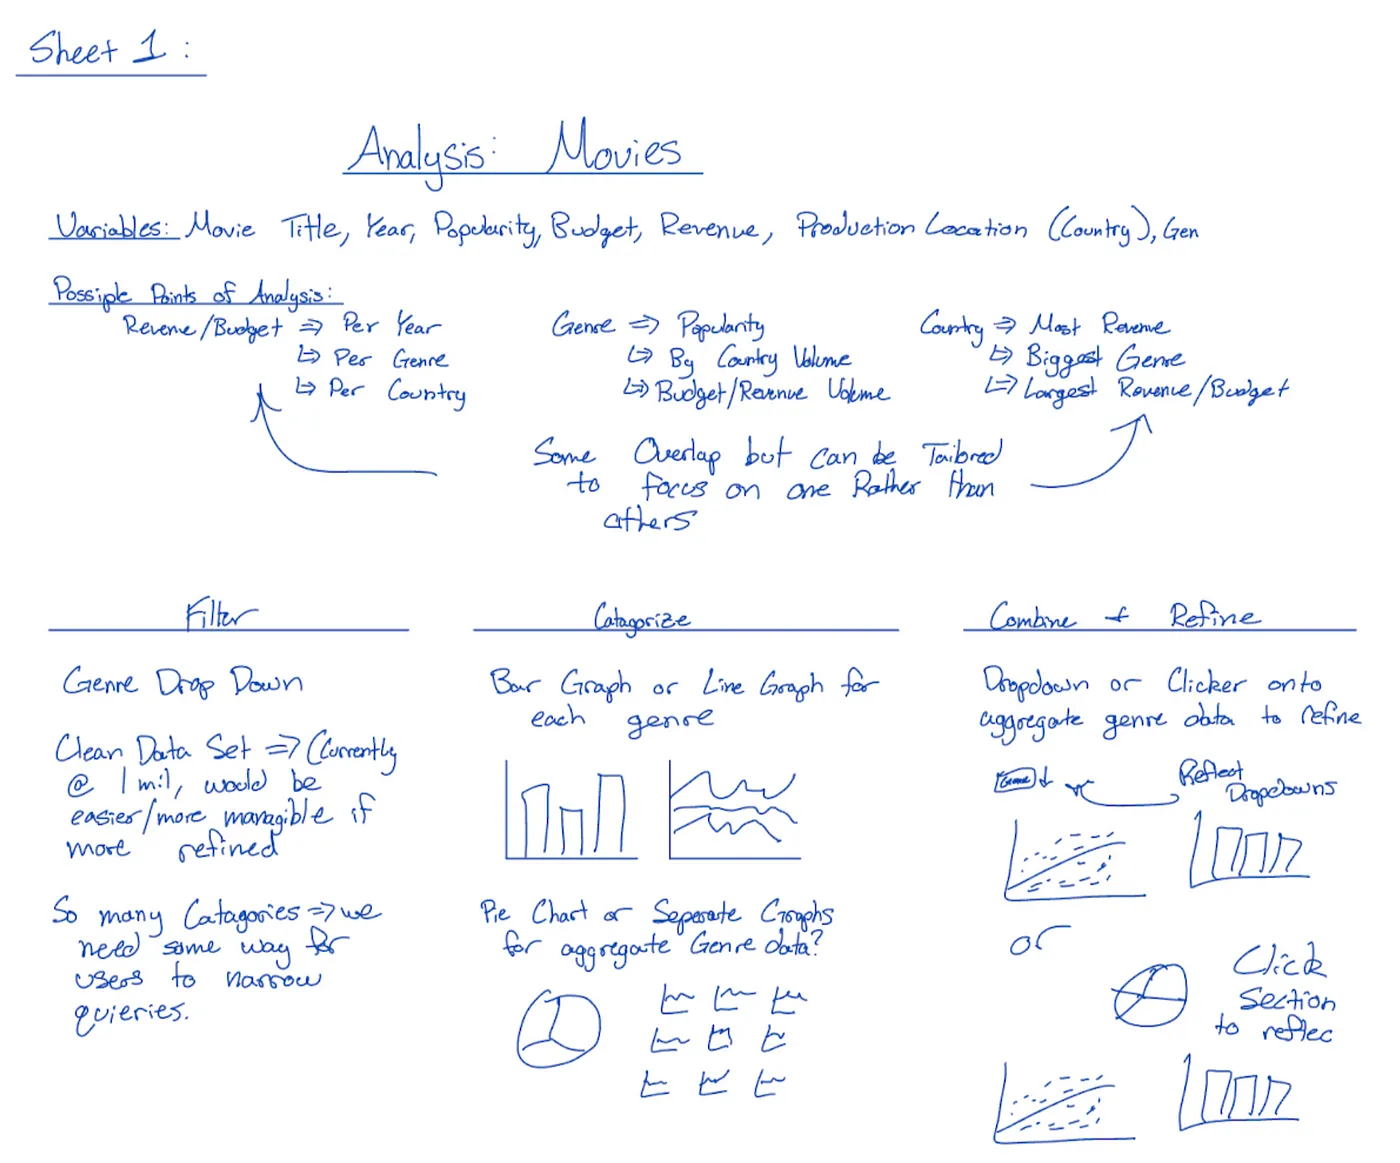 Sheet 1 :
Analysis: Movies
Variables: Movie Title, Year, Popularity, Budget, Revenue, Production Location (Country), Gen
Possiple Points of Analysis:
Revenue/Budget => Per Year
↳ Per Genre
↳ Per Country
Genre => Popularity
↳ By Country Volume
↳ Budget/Revenue Volume
Country => Most Revenue
↳ Biggest Genre
↳ Largest Revenue/Budget
Some Overlap but can be Tailored
to focus on one Rather than
others
Filter
Genre Drop Down
Clean Data Set => (Currently
@ 1 mil, would be
easier/more managible if
more refined
So many Catagories => we
need some way for
users to narrow
quieries.
Catagorize
Bar Graph or Line Graph for
each genre
Pie Chart or Seperate Graphs
for aggregate Genre data?
Combine + Refine
Dropdown or Clicker onto
aggregate genre data to refine
Genre
Reflect
Dropdowns
or
Click
Section
to reflec